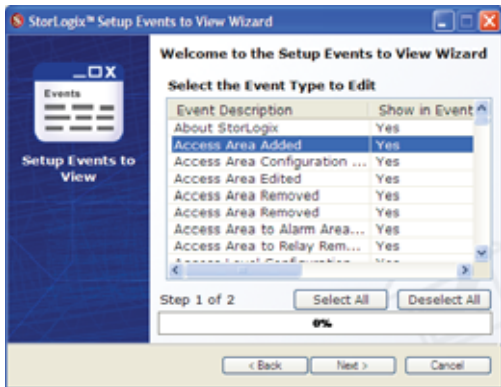 StorLogix™ Setup Events to View Wizard
Events
Setup Events to
View
Welcome to the Setup Events to View Wizard
Select the Event Type to Edit
Event Description Show in Event
About StorLogix Yes
Access Area Added Yes
Access Area Configuration ... Yes
Access Area Edited Yes
Access Area Removed Yes
Access Area Removed Yes
Access Area to Alarm Area... Yes
Access Area to Relay Rem... Yes
Access Level Configuration
Step 1 of 2 Select All Deselect All
0%
< Back Next > Cancel